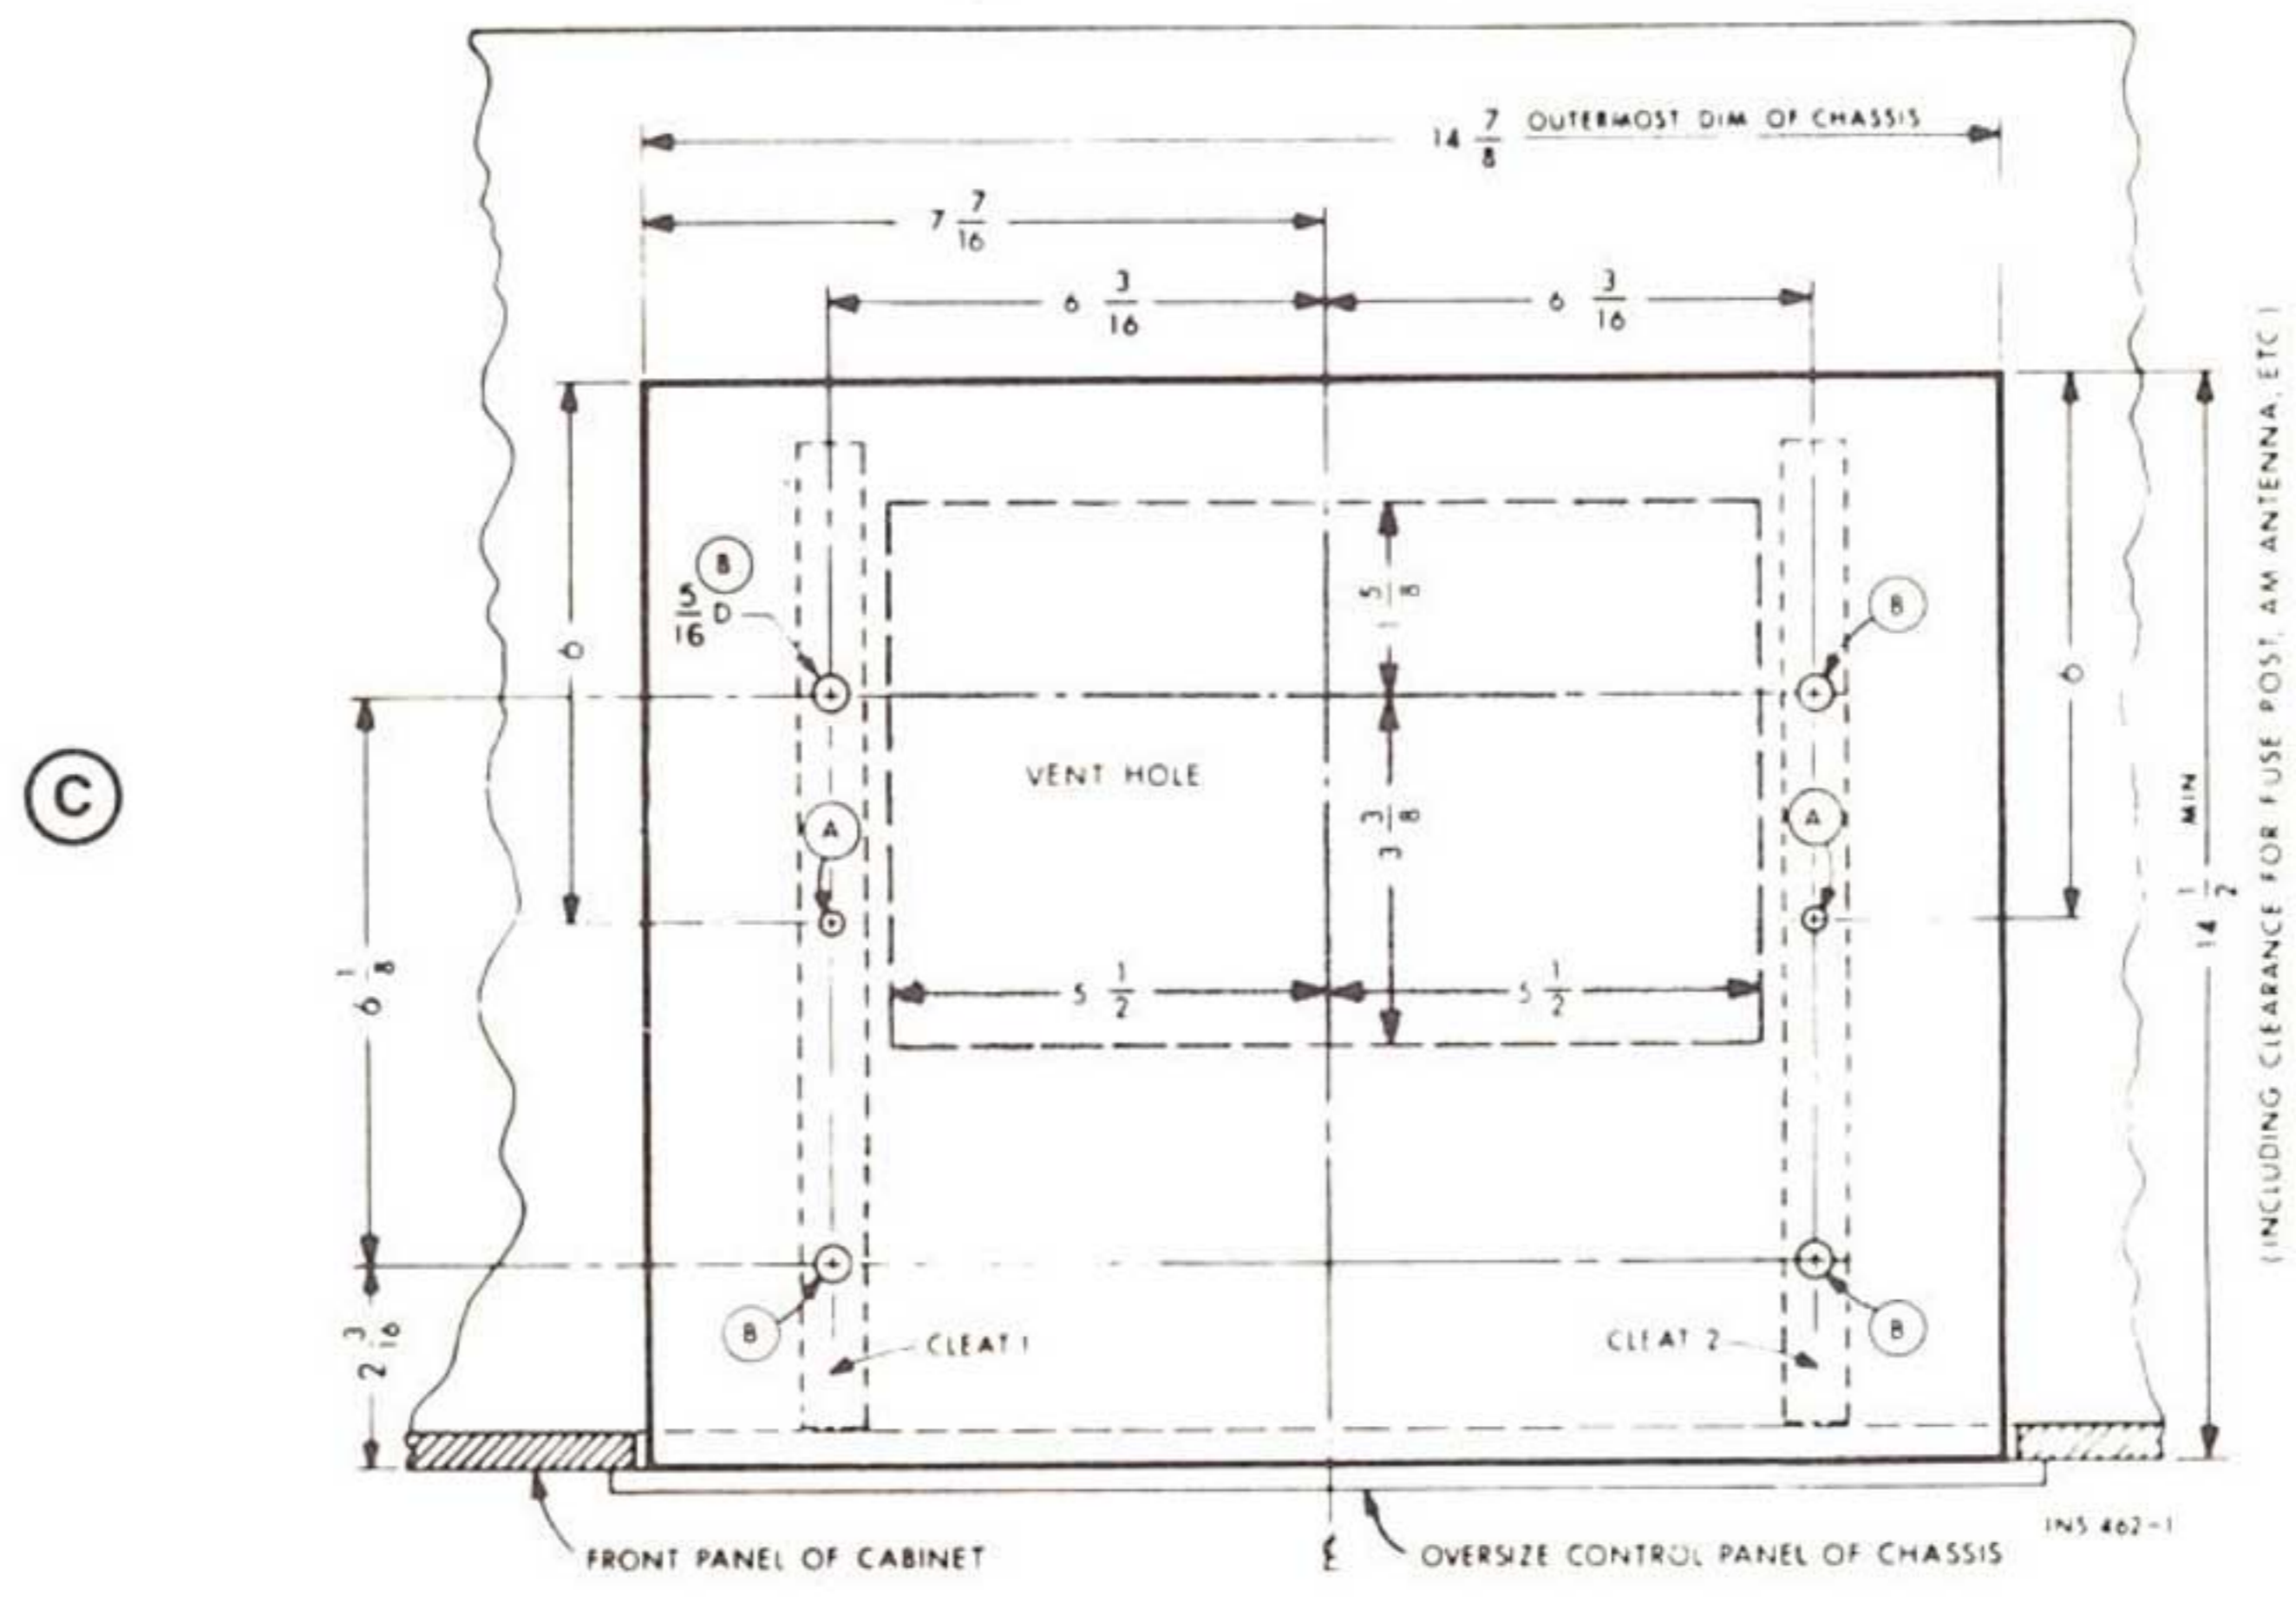 14 7/8 OUTERMOST DIM OF CHASSIS
7 7/16
6 3/16
6 3/16
B
5/16 D
B
6
1 5/8
6
VENT HOLE
C
A
A
3 3/8
14 1/2 MIN
(INCLUDING CLEARANCE FOR FUSE POST, AM ANTENNA, ETC)
6 1/8
5 1/2
5 1/2
2 3/16
B
CLEAT 1
CLEAT 2
B
INS 462-1
FRONT PANEL OF CABINET
OVERSIZE CONTROL PANEL OF CHASSIS